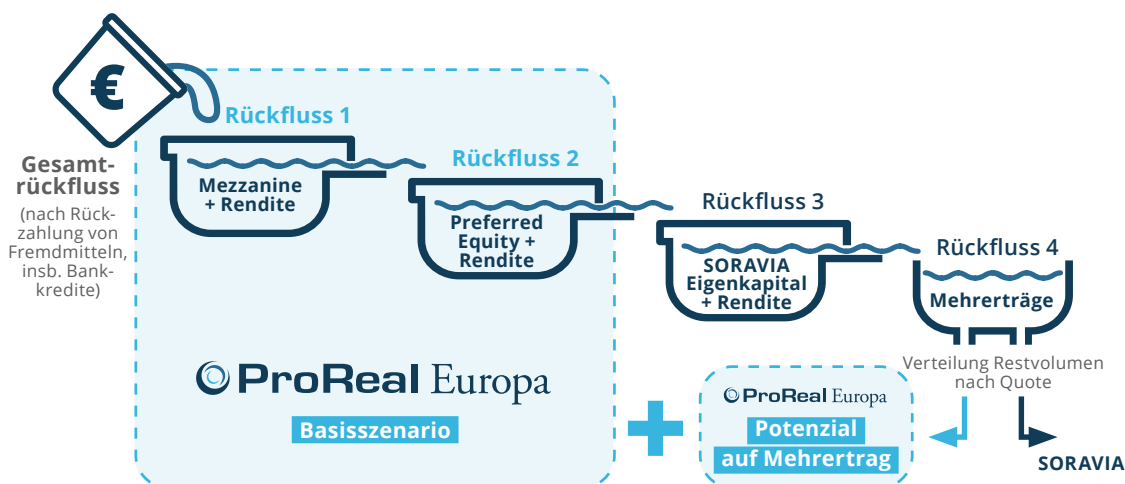 €
Gesamt-
rückfluss
(nach Rück-
zahlung von
Fremdmitteln,
insb. Bank-
kredite)
Rückfluss 1
Mezzanine
+ Rendite
Rückfluss 2
Preferred
Equity +
Rendite
Rückfluss 3
SORAVIA
Eigenkapital
+ Rendite
Rückfluss 4
Mehrerträge
Verteilung Restvolumen
nach Quote
ProReal Europa
Basisszenario
ProReal Europa
Potenzial
auf Mehrertrag
SORAVIA